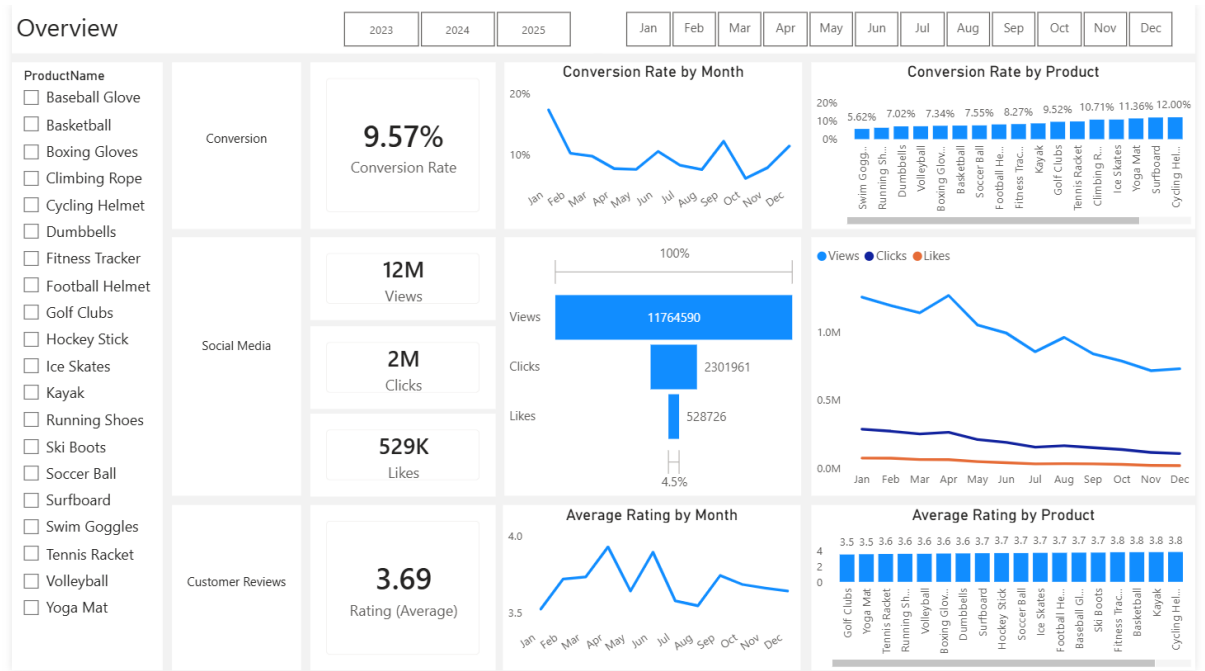 Overview
2023 2024 2025
Jan Feb Mar Apr May Jun Jul Aug Sep Oct Nov Dec
ProductName
Baseball Glove
Basketball
Boxing Gloves
Climbing Rope
Cycling Helmet
Dumbbells
Fitness Tracker
Football Helmet
Golf Clubs
Hockey Stick
Ice Skates
Kayak
Running Shoes
Ski Boots
Soccer Ball
Surfboard
Swim Goggles
Tennis Racket
Volleyball
Yoga Mat
Conversion
9.57%
Conversion Rate
Conversion Rate by Month
20%
10%
Jan Feb Mar Apr May Jun Jul Aug Sep Oct Nov Dec
Conversion Rate by Product
20%
10%
0%
5.62% 7.02% 7.34% 7.55% 8.27% 9.52% 10.71% 11.36% 12.00%
Swim Gogg...
Running Sh...
Dumbbells
Volleyball
Boxing Glov...
Basketball
Soccer Ball
Football He...
Fitness Trac...
Kayak
Golf Clubs
Tennis Racket
Climbing R...
Ice Skates
Yoga Mat
Surfboard
Cycling Hel...
Social Media
12M
Views
2M
Clicks
529K
Likes
100%
Views 11764590
Clicks 2301961
Likes 528726
4.5%
Views Clicks Likes
1.0M
0.5M
0.0M
Jan Feb Mar Apr May Jun Jul Aug Sep Oct Nov Dec
Customer Reviews
3.69
Rating (Average)
Average Rating by Month
4.0
3.5
Jan Feb Mar Apr May Jun Jul Aug Sep Oct Nov Dec
Average Rating by Product
3.5 3.5 3.6 3.6 3.6 3.6 3.6 3.7 3.7 3.7 3.7 3.7 3.7 3.7 3.8 3.8 3.8 3.8
4
2
0
Golf Clubs
Yoga Mat
Tennis Racket
Running Sh...
Volleyball
Boxing Glov...
Dumbbells
Surfboard
Hockey Stick
Soccer Ball
Ice Skates
Football He...
Baseball Gl...
Ski Boots
Fitness Trac...
Basketball
Kayak
Cycling Hel...